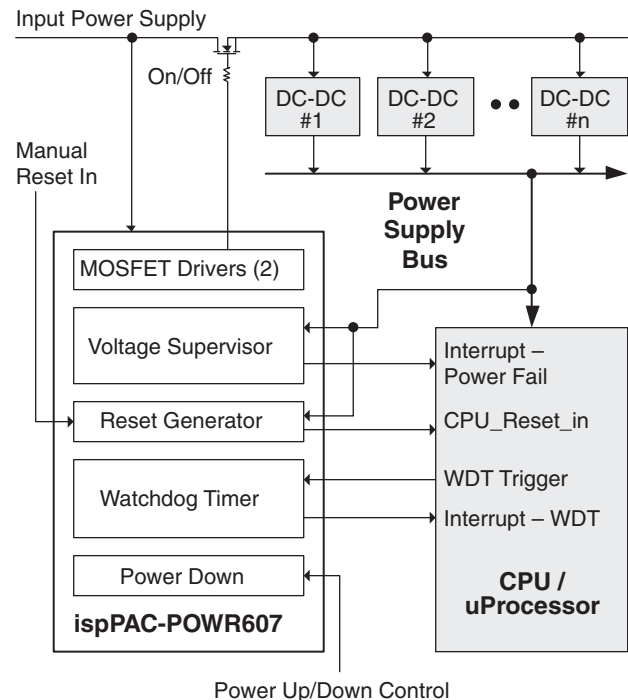 Input Power Supply
On/Off
DC-DC
#1
DC-DC
#2
DC-DC
#n
Manual
Reset In
Power
Supply
Bus
MOSFET Drivers (2)
Voltage Supervisor
Interrupt –
Power Fail
Reset Generator
CPU_Reset_in
WDT Trigger
Watchdog Timer
Interrupt – WDT
Power Down
CPU /
uProcessor
ispPAC-POWR607
Power Up/Down Control